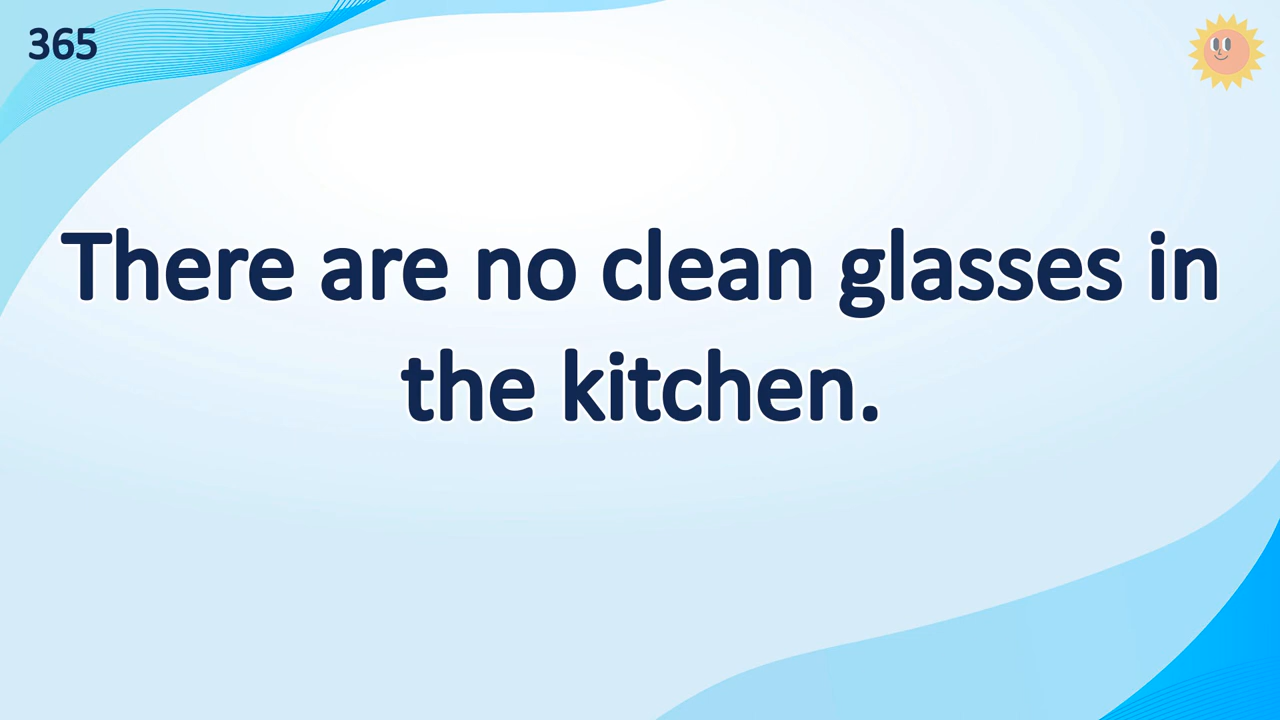 365
There are no clean glasses in
the kitchen.